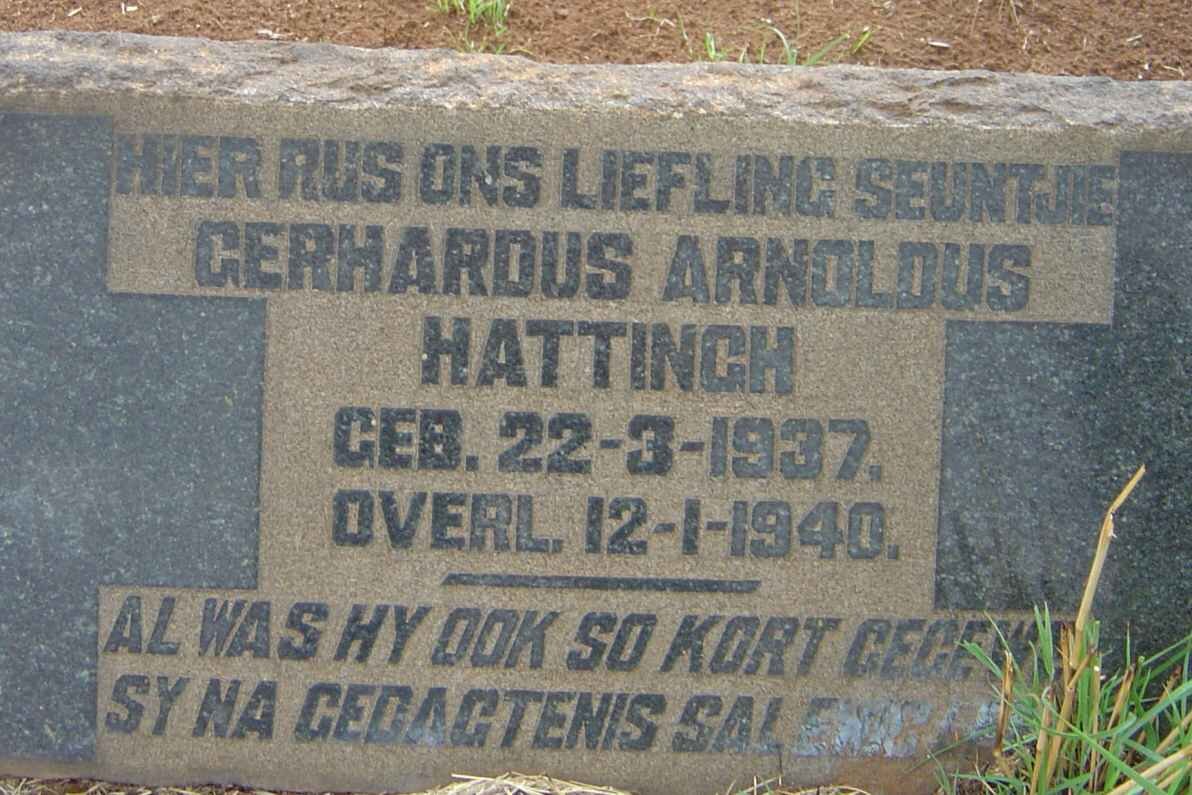 HIER RUS ONS LIEFLING SEUNTJIE
GERHARDUS ARNOLDUS
HATTINGH
GEB. 22-3-1937.
OVERL. 12-1-1940.
AL WAS HY OOK SO KORT
SY NA GEDAGTENIS SAL